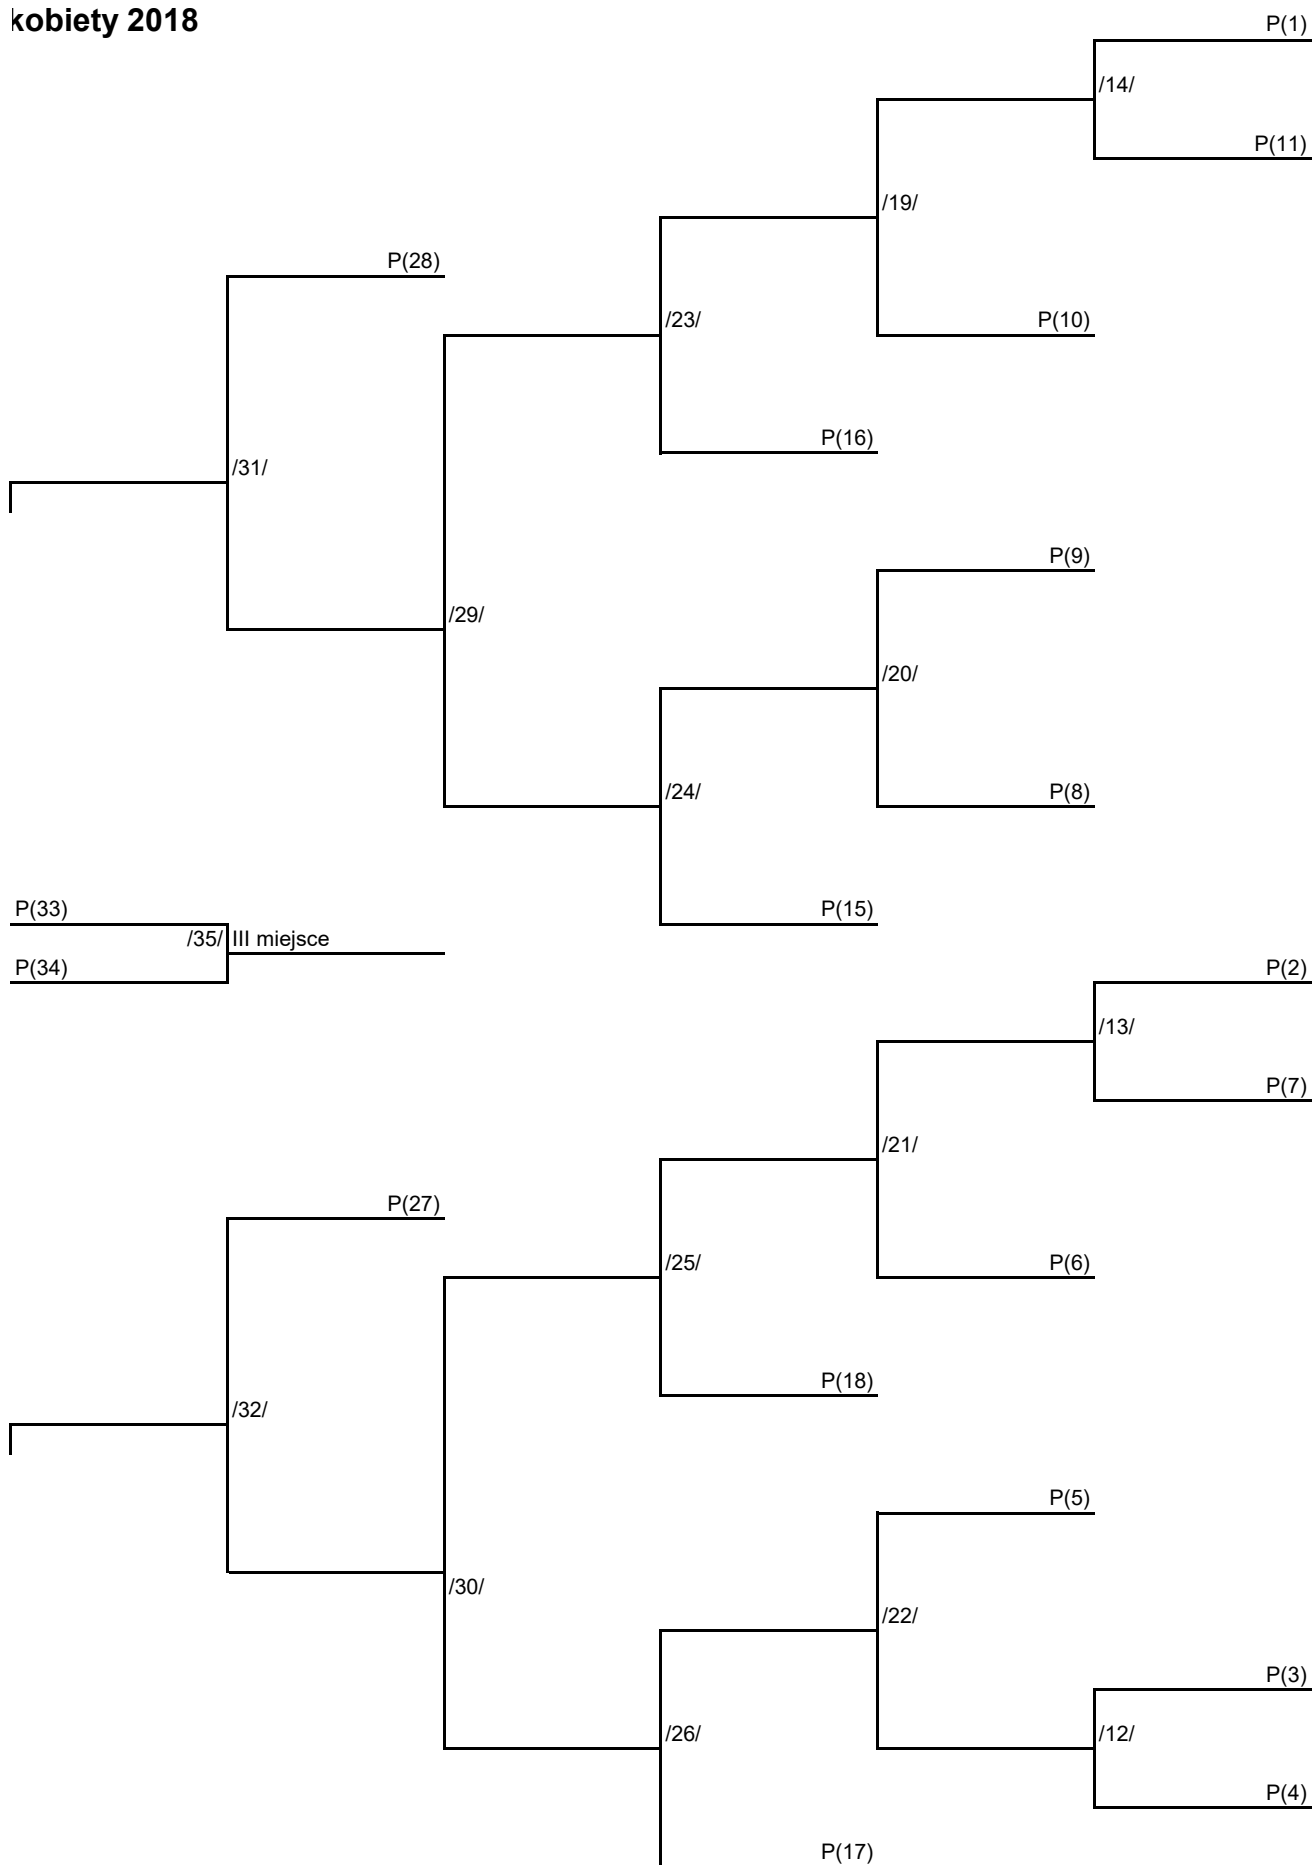 kobiety 2018
P(1)
/14/
P(11)
/19/
P(28)
/23/
P(10)
P(16)
/31/
P(9)
/29/
/20/
/24/
P(8)
P(33)
P(15)
/35/ III miejsce
P(34)
P(2)
/13/
P(7)
/21/
P(27)
/25/
P(6)
P(18)
/32/
P(5)
/30/
/22/
P(3)
/26/
/12/
P(4)
P(17)